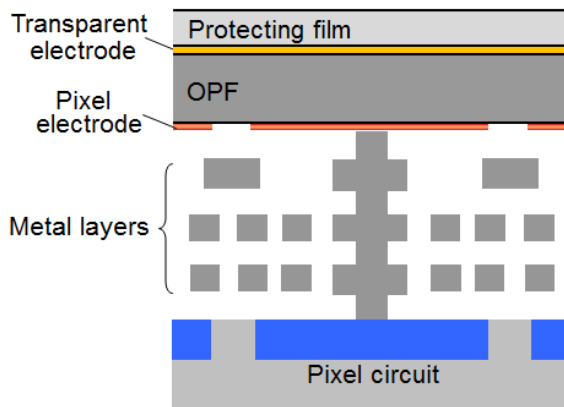 Transparent
electrode
Protecting film
OPF
Pixel
electrode
Metal layers
Pixel circuit